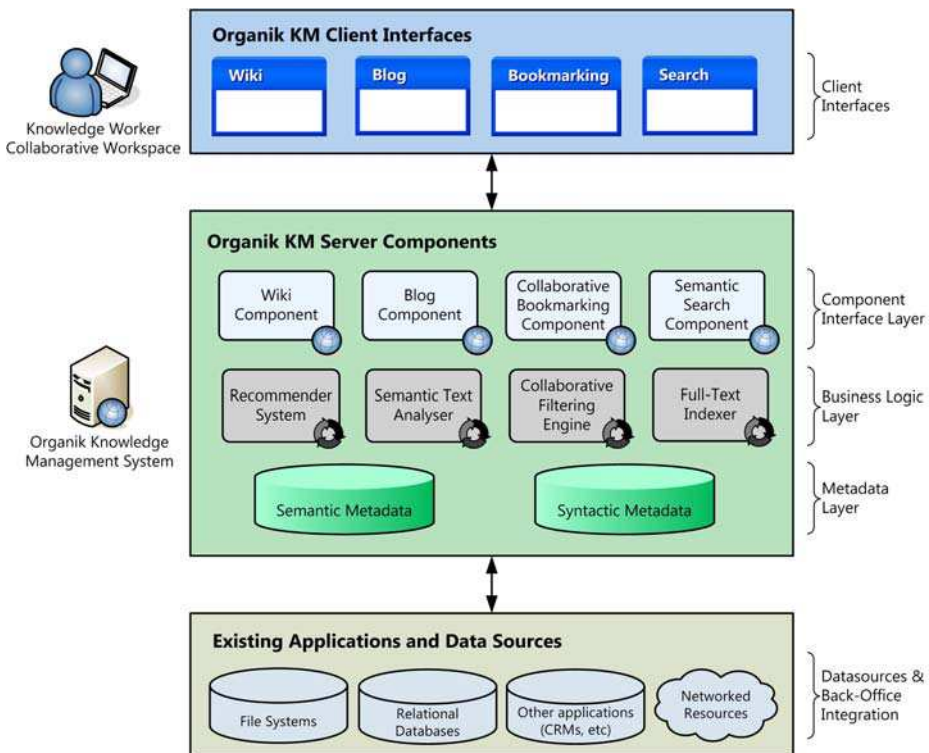 Organik KM Client Interfaces
Wiki
Blog
Bookmarking
Search
Client
Interfaces
Knowledge Worker
Collaborative Workspace
Organik KM Server Components
Wiki
Component
Blog
Component
Collaborative
Bookmarking
Component
Semantic
Search
Component
Component
Interface Layer
Recommender
System
Semantic Text
Analyser
Collaborative
Filtering
Engine
Full-Text
Indexer
Business Logic
Layer
Organik Knowledge
Management System
Semantic Metadata
Syntactic Metadata
Metadata
Layer
Existing Applications and Data Sources
File Systems
Relational
Databases
Other applications
(CRMs, etc)
Networked
Resources
Datasources &
Back-Office
Integration